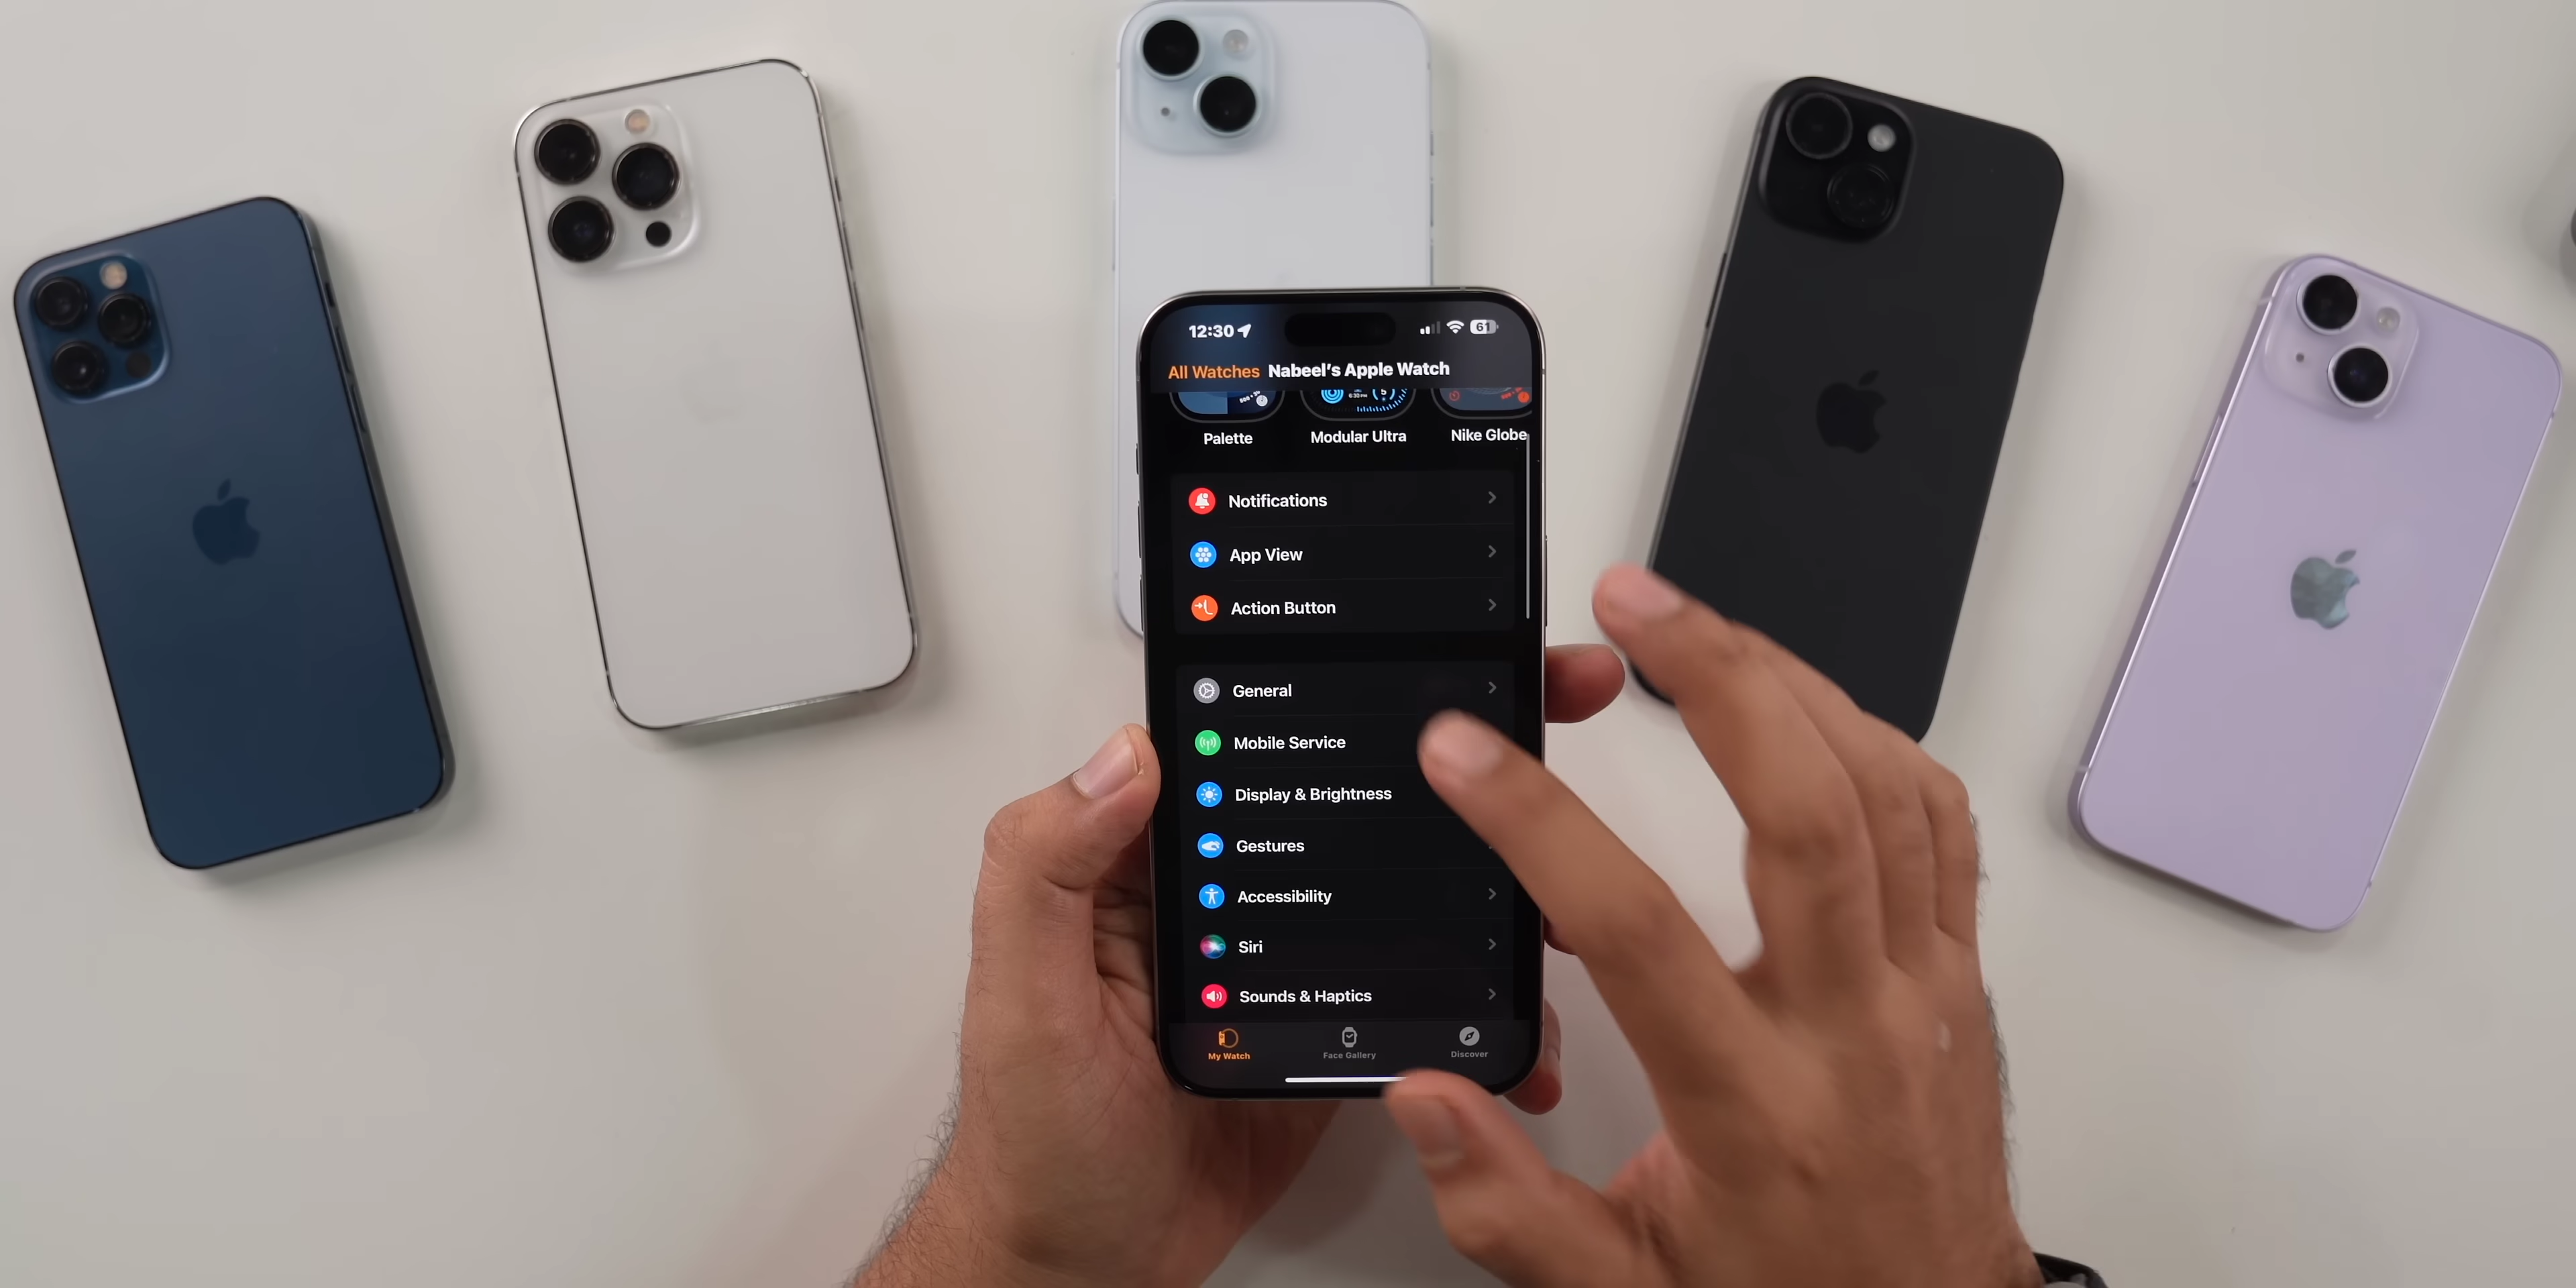 12:30
61
All Watches Nabeel's Apple Watch
Palette
Modular Ultra
Nike Globe
Notifications
App View
Action Button
General
Mobile Service
Display & Brightness
Gestures
Accessibility
Siri
Sounds & Haptics
My Watch
Face Gallery
Discover